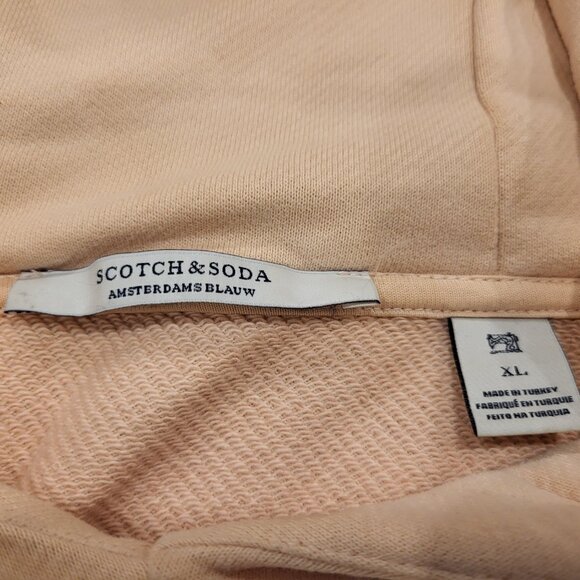 SCOTCH & SODA
AMSTERDAMS BLAUW
XL
MADE IN TURKEY
FABRIQUÉ EN TURQUIE
FEITO NA TURQUIA